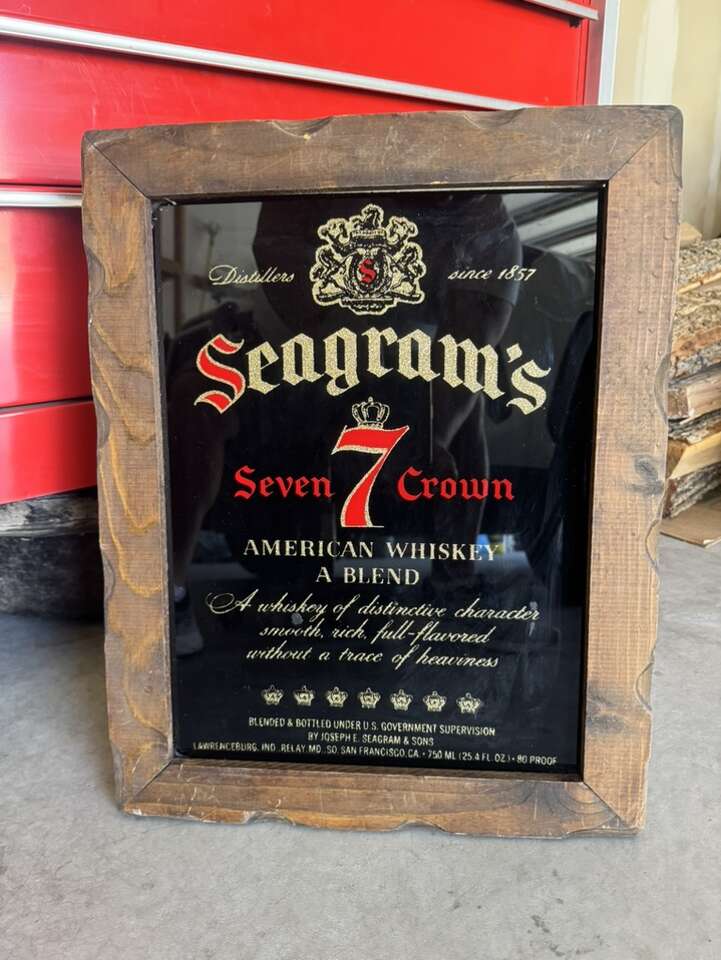 Distillers since 1857
S
Seagram's
7
Seven Crown
AMERICAN WHISKEY
A BLEND
A whiskey of distinctive character
smooth, rich, full-flavored
without a trace of heaviness
BLENDED & BOTTLED UNDER U.S. GOVERNMENT SUPERVISION
BY JOSEPH E. SEAGRAM & SONS
LAWRENCEBURG, IND., RELAY, MD., SO. SAN FRANCISCO, CA. • 750 ML (25.4 FL. OZ.) • 80 PROOF